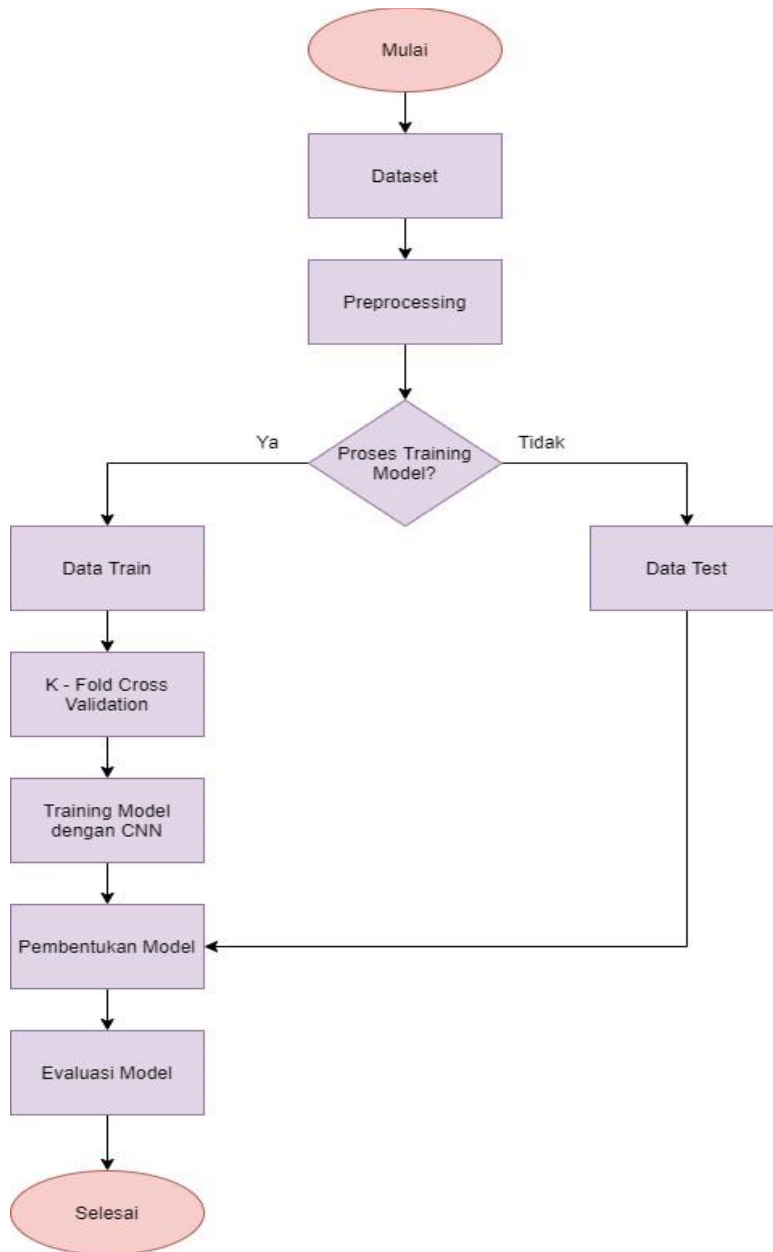 Mulai
Dataset
Preprocessing
Ya
Proses Training
Model?
Tidak
Data Train
Data Test
K - Fold Cross
Validation
Training Model
dengan CNN
Pembentukan Model
Evaluasi Model
Selesai